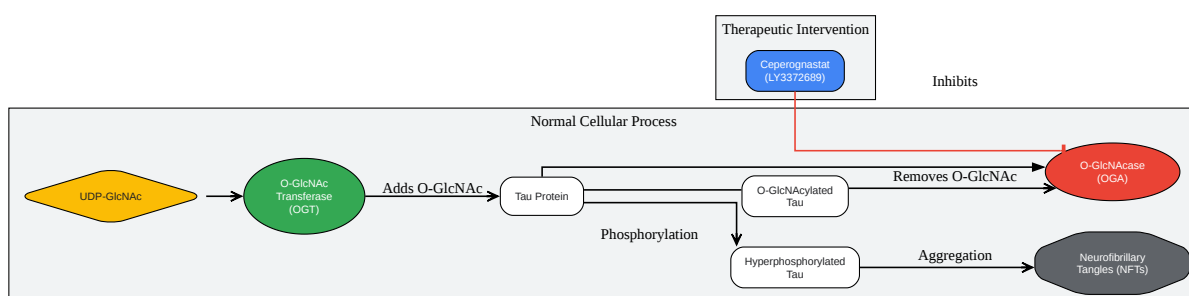 Therapeutic Intervention
Ceperognastat
(LY3372689)
Inhibits
Normal Cellular Process
UDP-GlcNAc
O-GlcNAc
Transferase
(OGT)
Adds O-GlcNAc
Tau Protein
O-GlcNAcylated
Tau
Removes O-GlcNAc
O-GlcNAcase
(OGA)
Phosphorylation
Hyperphosphorylated
Tau
Aggregation
Neurofibrillary
Tangles (NFTs)